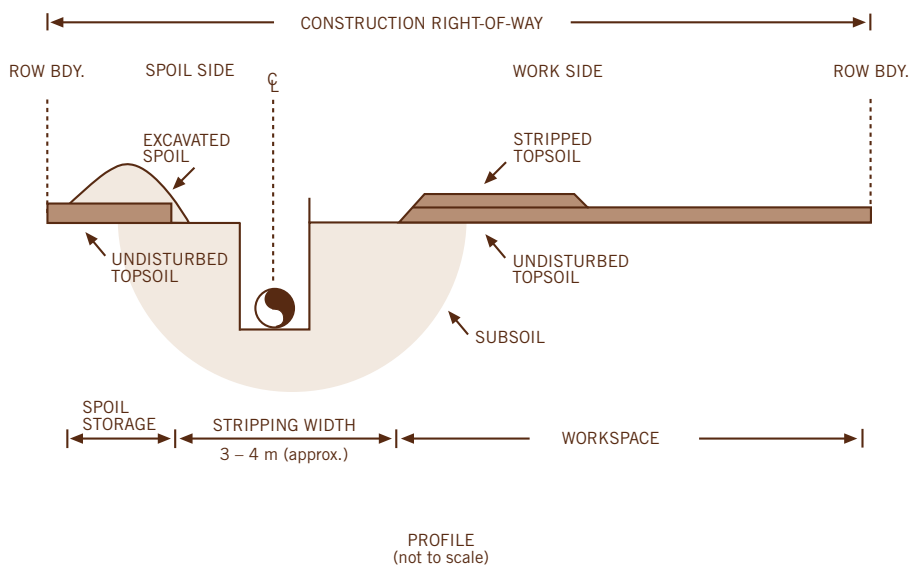 CONSTRUCTION RIGHT-OF-WAY
ROW BDY.
SPOIL SIDE
℄
WORK SIDE
ROW BDY.
EXCAVATED
SPOIL
STRIPPED
TOPSOIL
UNDISTURBED
TOPSOIL
UNDISTURBED
TOPSOIL
SUBSOIL
SPOIL
STORAGE
STRIPPING WIDTH
3 – 4 m (approx.)
WORKSPACE
PROFILE
(not to scale)